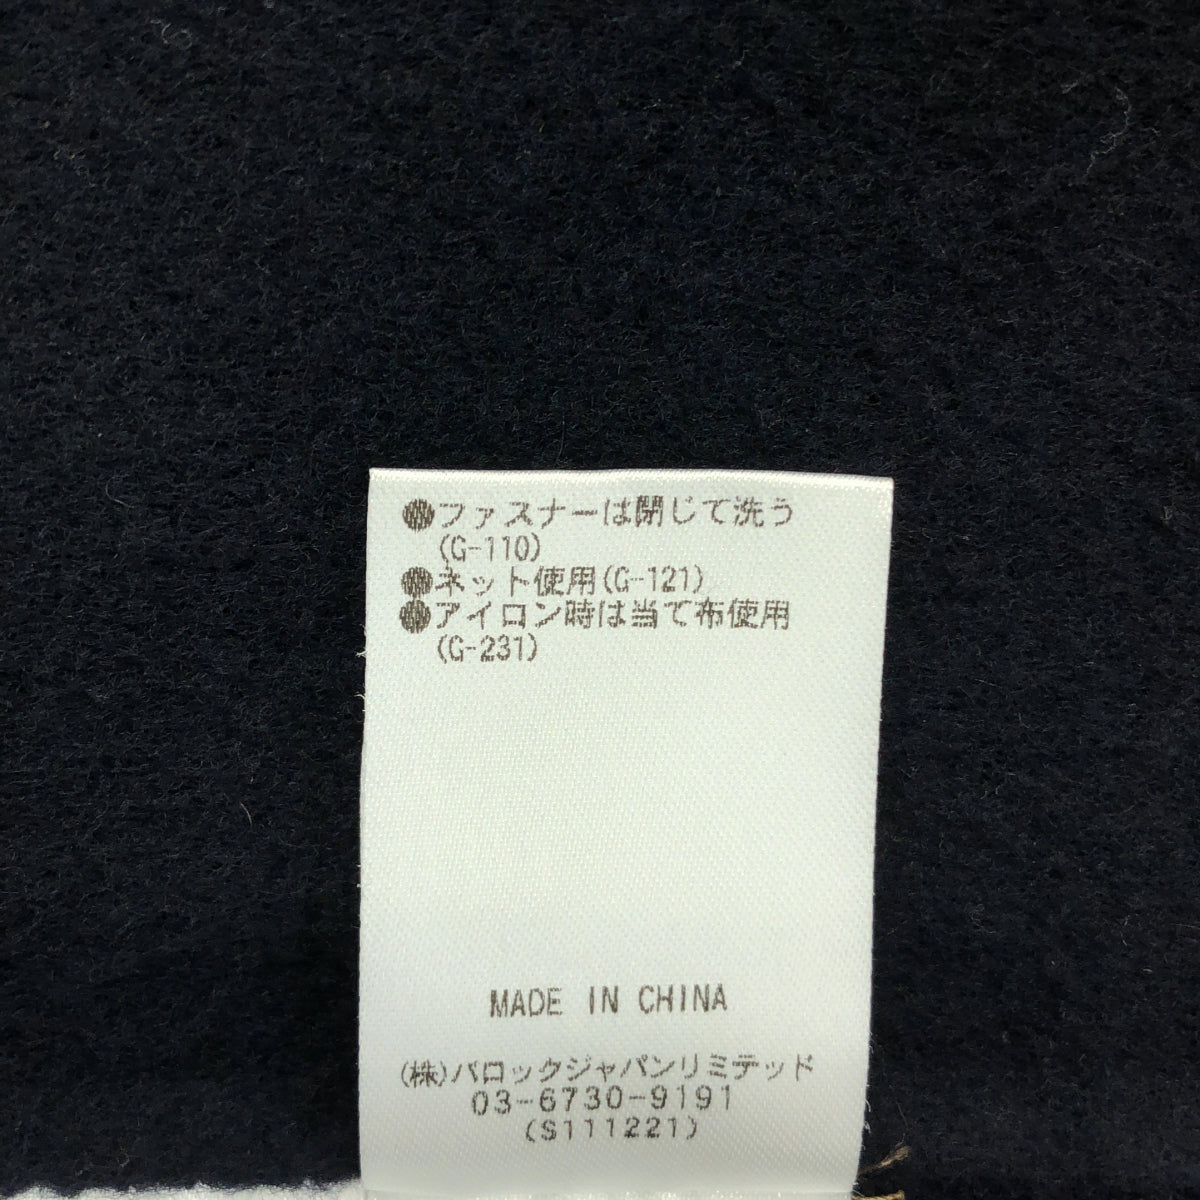 ●ファスナーは閉じて洗う
(G-110)
●ネット使用(G-121)
●アイロン時は当て布使用
(G-231)
MADE IN CHINA
(株)バロックジャパンリミテッド
03-6730-9191
(S111221)